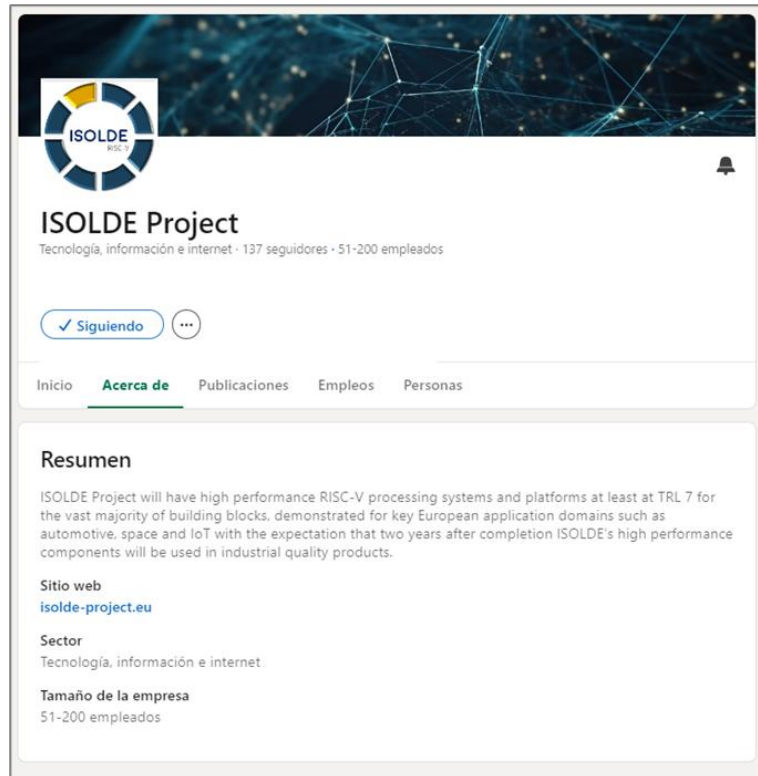 ISOLDE
RISC-V
ISOLDE Project
Tecnología, información e internet · 137 seguidores · 51-200 empleados
✓ Siguiendo ···
Inicio Acerca de Publicaciones Empleos Personas
Resumen
ISOLDE Project will have high performance RISC-V processing systems and platforms at least at TRL 7 for
the vast majority of building blocks, demonstrated for key European application domains such as
automotive, space and IoT with the expectation that two years after completion ISOLDE's high performance
components will be used in industrial quality products.
Sitio web
isolde-project.eu
Sector
Tecnología, información e internet
Tamaño de la empresa
51-200 empleados